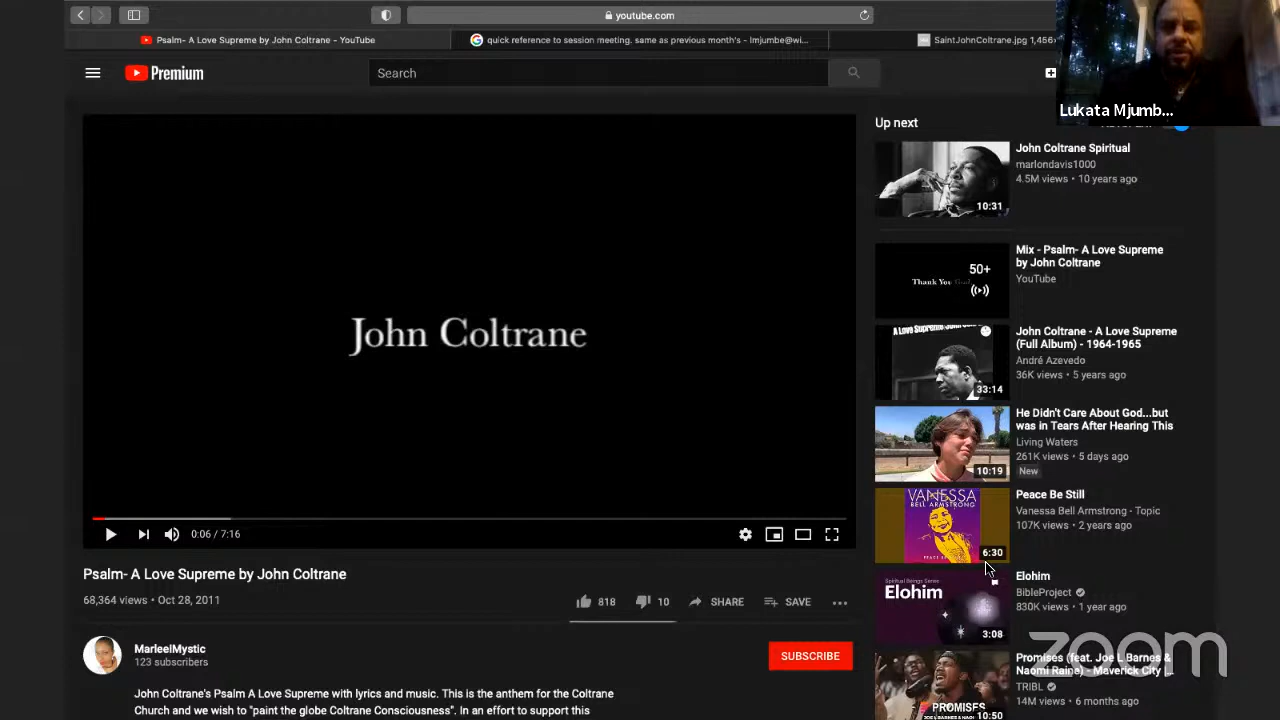 youtube.com
Psalm- A Love Supreme by John Coltrane - YouTube
quick reference to session meeting. same as previous month's - lmjumbe@wi...
SaintJohnColtrane.jpg 1,456×
Premium
Search
Lukata Mjumb...
John Coltrane
0:06 / 7:16
Psalm- A Love Supreme by John Coltrane
68,364 views • Oct 28, 2011
818
10
SHARE
SAVE
MarleeIMystic
123 subscribers
SUBSCRIBE
John Coltrane's Psalm A Love Supreme with lyrics and music. This is the anthem for the Coltrane
Church and we wish to "paint the globe Coltrane Consciousness". In an effort to support this
Up next
10:31
John Coltrane Spiritual
marlondavis1000
4.5M views • 10 years ago
Thank You God
50+
Mix - Psalm- A Love Supreme
by John Coltrane
YouTube
33:14
John Coltrane - A Love Supreme
(Full Album) - 1964-1965
André Azevedo
36K views • 5 years ago
10:19
He Didn't Care About God...but
was in Tears After Hearing This
Living Waters
261K views • 5 days ago
New
VANESSA
BELL ARMSTRONG
6:30
Peace Be Still
Vanessa Bell Armstrong - Topic
107K views • 2 years ago
Spiritual Beings Series
Elohim
3:08
Elohim
BibleProject
830K views • 1 year ago
PROMISES
JOE L BARNES & NAOMI RAINE
10:50
Promises (feat. Joe L Barnes &
Naomi Raine) - Maverick City |...
TRIBL
14M views • 6 months ago
zoom